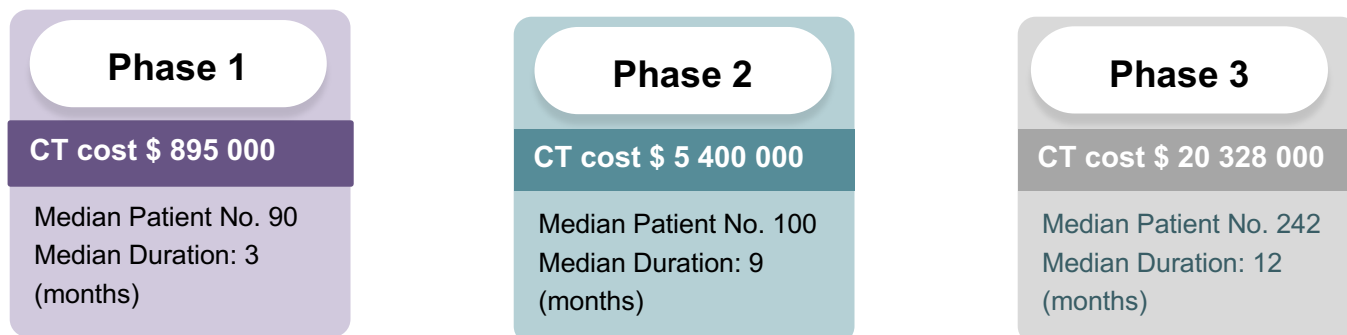 Phase 1
CT cost $ 895 000
Median Patient No. 90
Median Duration: 3
(months)
Phase 2
CT cost $ 5 400 000
Median Patient No. 100
Median Duration: 9
(months)
Phase 3
CT cost $ 20 328 000
Median Patient No. 242
Median Duration: 12
(months)